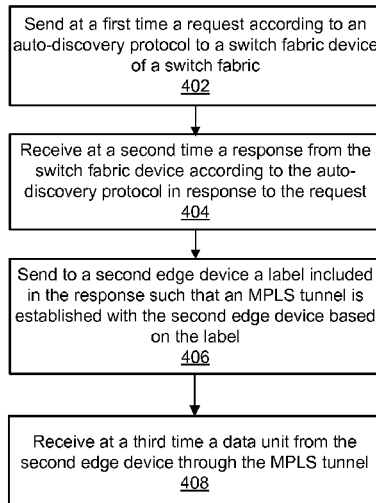 Send at a first time a request according to an
auto-discovery protocol to a switch fabric device
of a switch fabric
402
Receive at a second time a response from the
switch fabric device according to the auto-
discovery protocol in response to the request
404
Send to a second edge device a label included
in the response such that an MPLS tunnel is
established with the second edge device based
on the label
406
Receive at a third time a data unit from the
second edge device through the MPLS tunnel
408